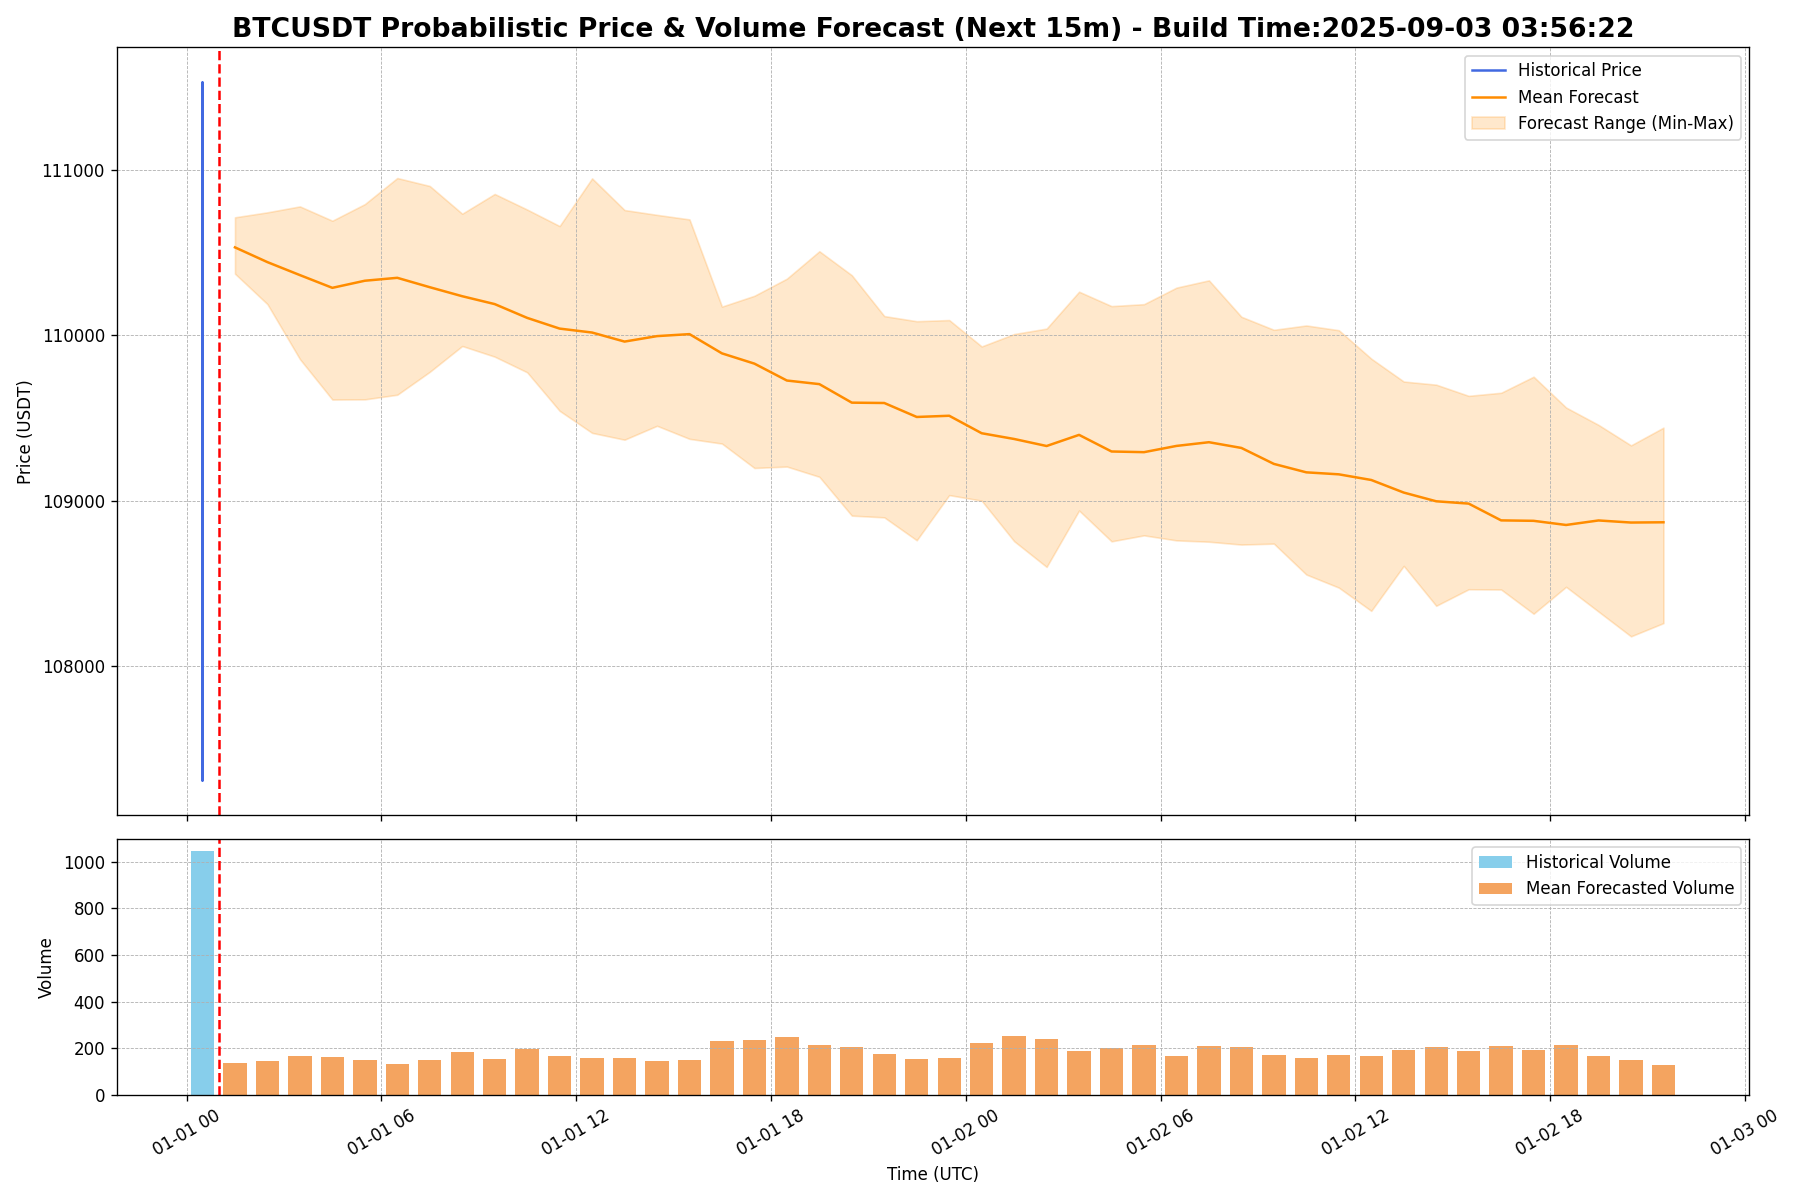 BTCUSDT Probabilistic Price & Volume Forecast (Next 15m) - Build Time:2025-09-03 03:56:22
Historical Price
Mean Forecast
Forecast Range (Min-Max)
111000
110000
109000
108000
Price (USDT)
Historical Volume
Mean Forecasted Volume
1000
800
600
400
200
0
Volume
01-01 00
01-01 06
01-01 12
01-01 18
01-02 00
01-02 06
01-02 12
01-02 18
01-03 00
Time (UTC)